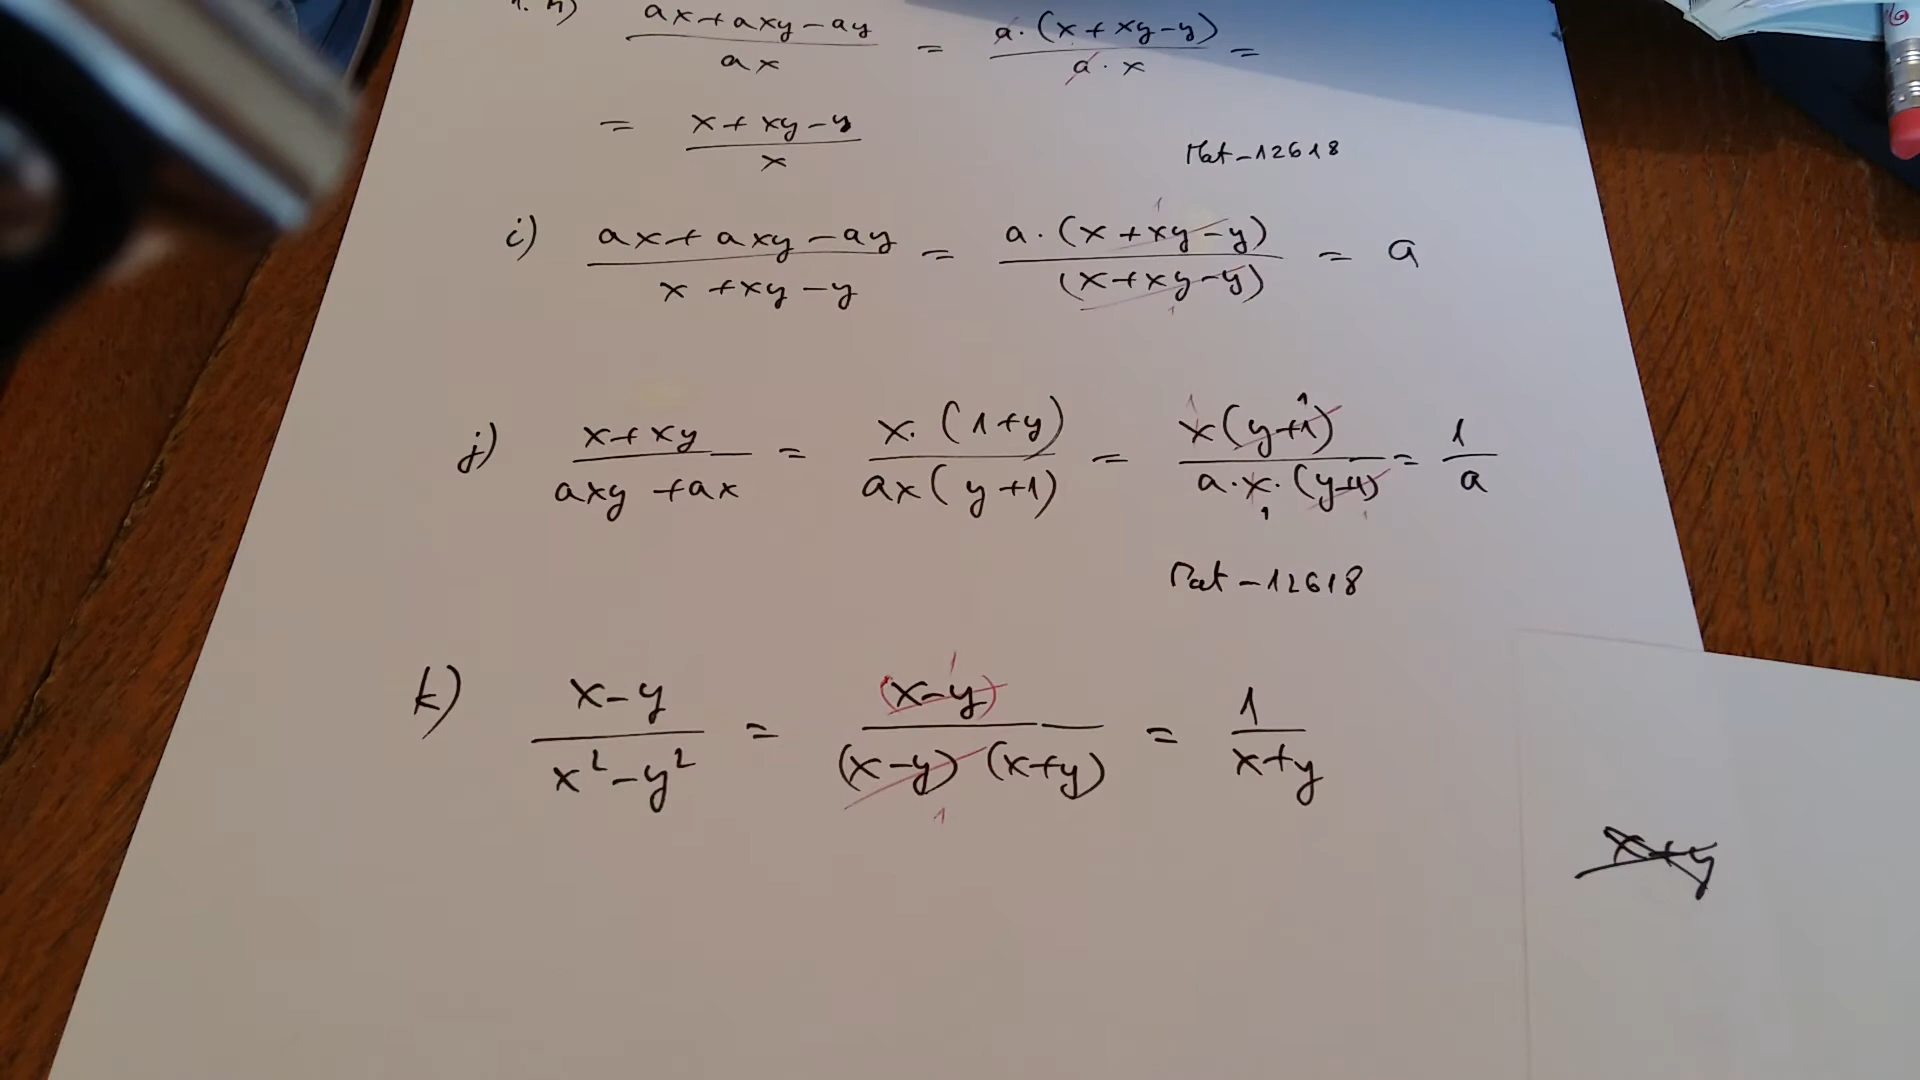 1. h) (ax+axy-ay)/(ax) = (a·(x+xy-y))/(a·x) =
= (x+xy-y)/x
Mat-12618
i) (ax+axy-ay)/(x+xy-y) = (a·(x+xy-y))/((x+xy-y)) = a
j) (x+xy)/(axy+ax) = (x·(1+y))/(ax(y+1)) = (x(y+1))/(a·x·(y+1)) = 1/a
Mat-12618
k) (x-y)/(x²-y²) = (x-y)/((x-y)(x+y)) = 1/(x+y)
x+y